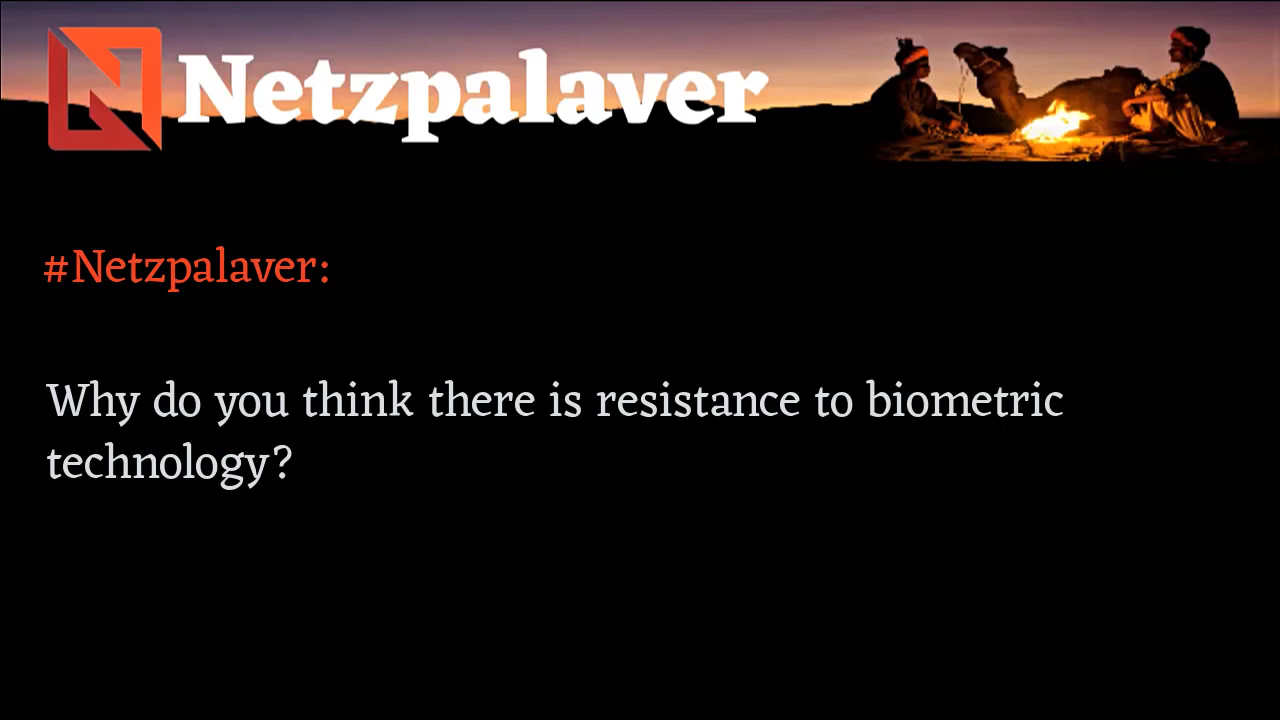 Netzpalaver
#Netzpalaver:
Why do you think there is resistance to biometric
technology?